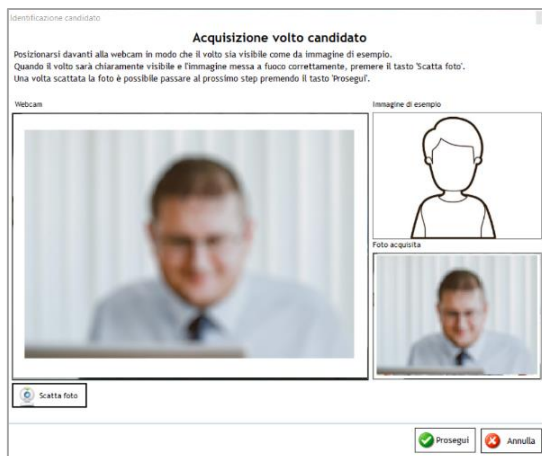 Identificazione candidato
Acquisizione volto candidato
Posizionarsi davanti alla webcam in modo che il volto sia visibile come da immagine di esempio.
Quando il volto sarà chiaramente visibile e l'immagine messa a fuoco correttamente, premere il tasto 'Scatta foto'.
Una volta scattata la foto è possibile passare al prossimo step premendo il tasto 'Prosegui'.
Webcam
Immagine di esempio
Foto acquisita
Scatta foto
Prosegui
Annulla